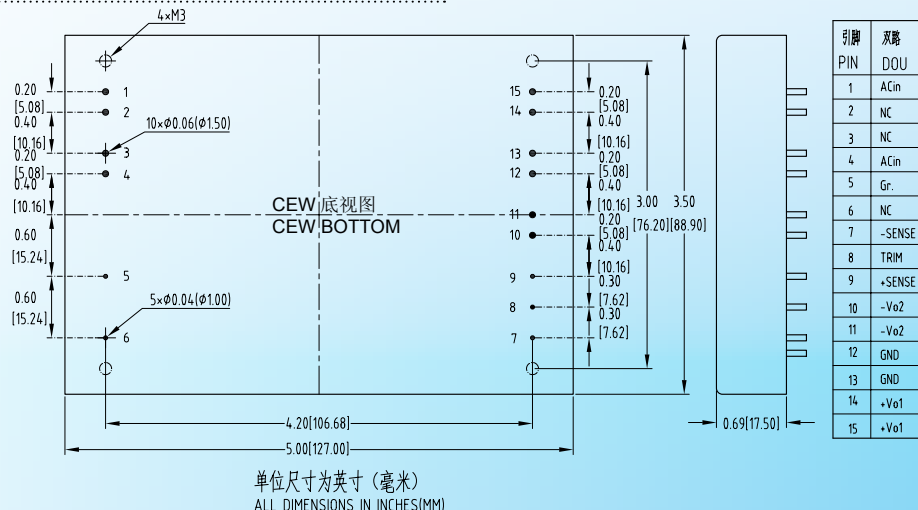 4×M3
0.20
[5.08]
0.40
[10.16]
0.20
[5.08]
0.40
[10.16]
0.60
[15.24]
0.60
[15.24]
1
2
3
4
5
6
10×Φ0.06(Φ1.50)
5×Φ0.04(Φ1.00)
CEW 底视图
CEW BOTTOM
15
14
13
12
11
10
9
8
7
0.20
[5.08]
0.40
[10.16]
0.20
[5.08]
0.40
[10.16]
0.20
[5.08]
0.40
[10.16]
0.30
[7.62]
0.30
[7.62]
3.00
[76.20]
3.50
[88.90]
4.20[106.68]
5.00[127.00]
0.69[17.50]
单位尺寸为英寸（毫米）
ALL DIMENSIONS IN INCHES(MM)
引脚 双路
PIN DOU
1 ACin
2 NC
3 NC
4 ACin
5 Gr.
6 NC
7 -SENSE
8 TRIM
9 +SENSE
10 -Vo2
11 -Vo2
12 GND
13 GND
14 +Vo1
15 +Vo1